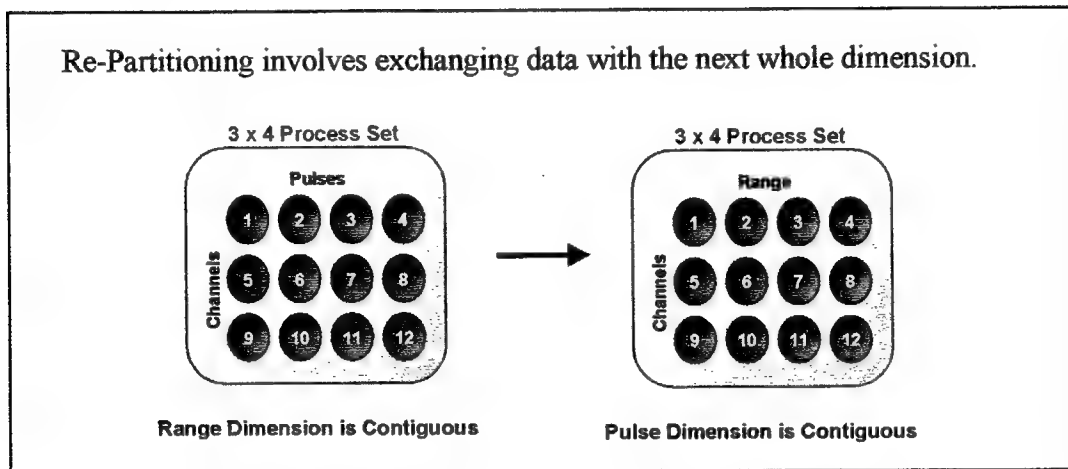 Re-Partitioning involves exchanging data with the next whole dimension.
3 x 4 Process Set
Pulses
Channels
1 2 3 4
5 6 7 8
9 10 11 12
Range Dimension is Contiguous
3 x 4 Process Set
Range
Channels
1 2 3 4
5 6 7 8
9 10 11 12
Pulse Dimension is Contiguous